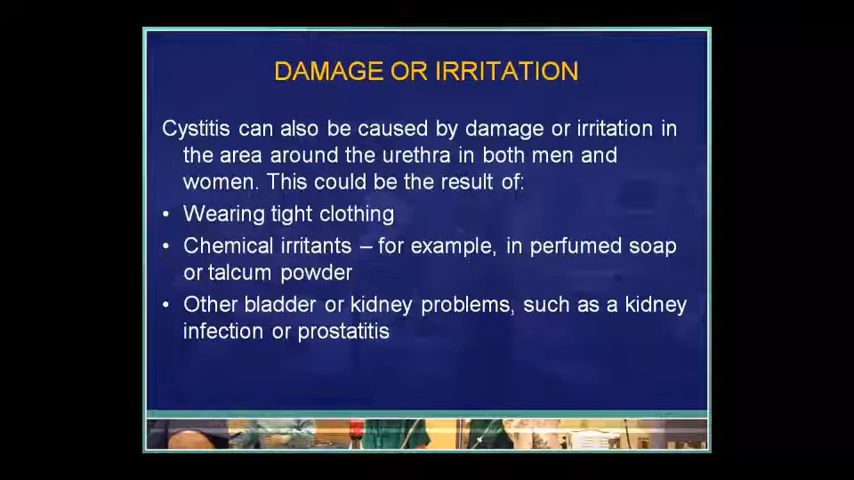 DAMAGE OR IRRITATION
Cystitis can also be caused by damage or irritation in
the area around the urethra in both men and
women. This could be the result of:
• Wearing tight clothing
• Chemical irritants – for example, in perfumed soap
or talcum powder
• Other bladder or kidney problems, such as a kidney
infection or prostatitis